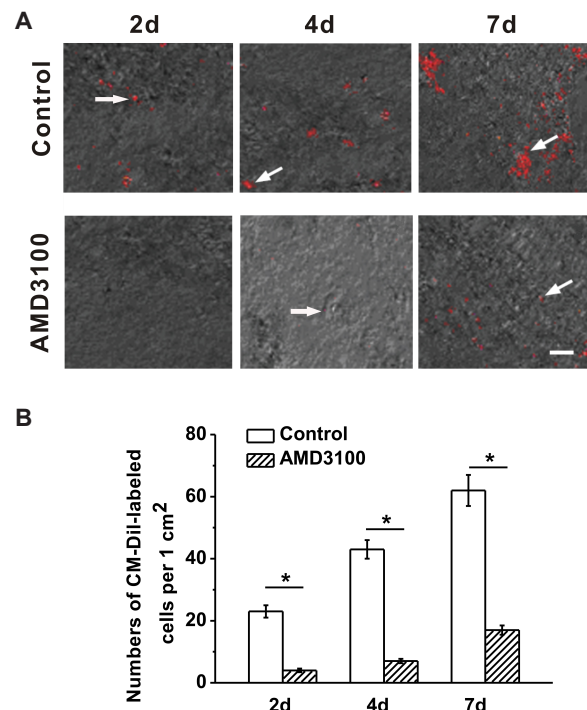 A
2d 4d 7d
Control
AMD3100
B
Numbers of CM-Dil-labeled
cells per 1 cm²
80
60
40
20
0
Control
AMD3100
*
*
*
2d 4d 7d